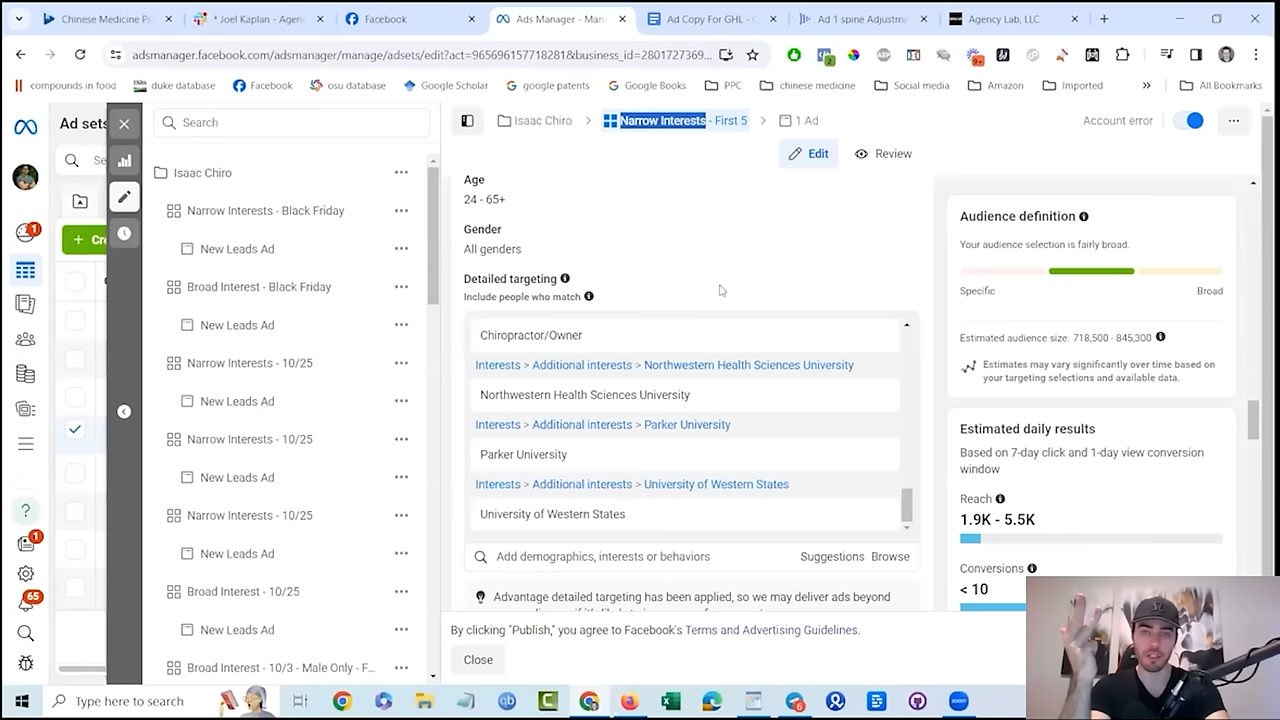 Chinese Medicine Ps
* Joel Kaplan - Agenc
Facebook
Ads Manager - Man
Ad Copy For GHL - G
Ad 1 spine Adjustme
Agency Lab, LLC
adsmanager.facebook.com/adsmanager/manage/adsets/edit?act=965696157718281&business_id=2801727369...
compounds in food
duke database
Facebook
osu database
Google Scholar
google patents
Google Books
PPC
chinese medicine
Social media
Amazon
Imported
»
All Bookmarks
Ad sets
Search
Isaac Chiro
Narrow Interests - First 5
1 Ad
Account error
Edit
Review
Isaac Chiro
Narrow Interests - Black Friday
New Leads Ad
Broad Interest - Black Friday
New Leads Ad
Narrow Interests - 10/25
New Leads Ad
Narrow Interests - 10/25
New Leads Ad
Narrow Interests - 10/25
New Leads Ad
Broad Interest - 10/25
New Leads Ad
Broad Interest - 10/3 - Male Only - F...
Age
24 - 65+
Gender
All genders
Detailed targeting
Include people who match
Chiropractor/Owner
Interests > Additional interests > Northwestern Health Sciences University
Northwestern Health Sciences University
Interests > Additional interests > Parker University
Parker University
Interests > Additional interests > University of Western States
University of Western States
Add demographics, interests or behaviors
Suggestions
Browse
Advantage detailed targeting has been applied, so we may deliver ads beyond
By clicking "Publish," you agree to Facebook's Terms and Advertising Guidelines.
Close
Audience definition
Your audience selection is fairly broad.
Specific
Broad
Estimated audience size: 718,500 - 845,300
Estimates may vary significantly over time based on
your targeting selections and available data.
Estimated daily results
Based on 7-day click and 1-day view conversion
window
Reach
1.9K - 5.5K
Conversions
< 10
Type here to search